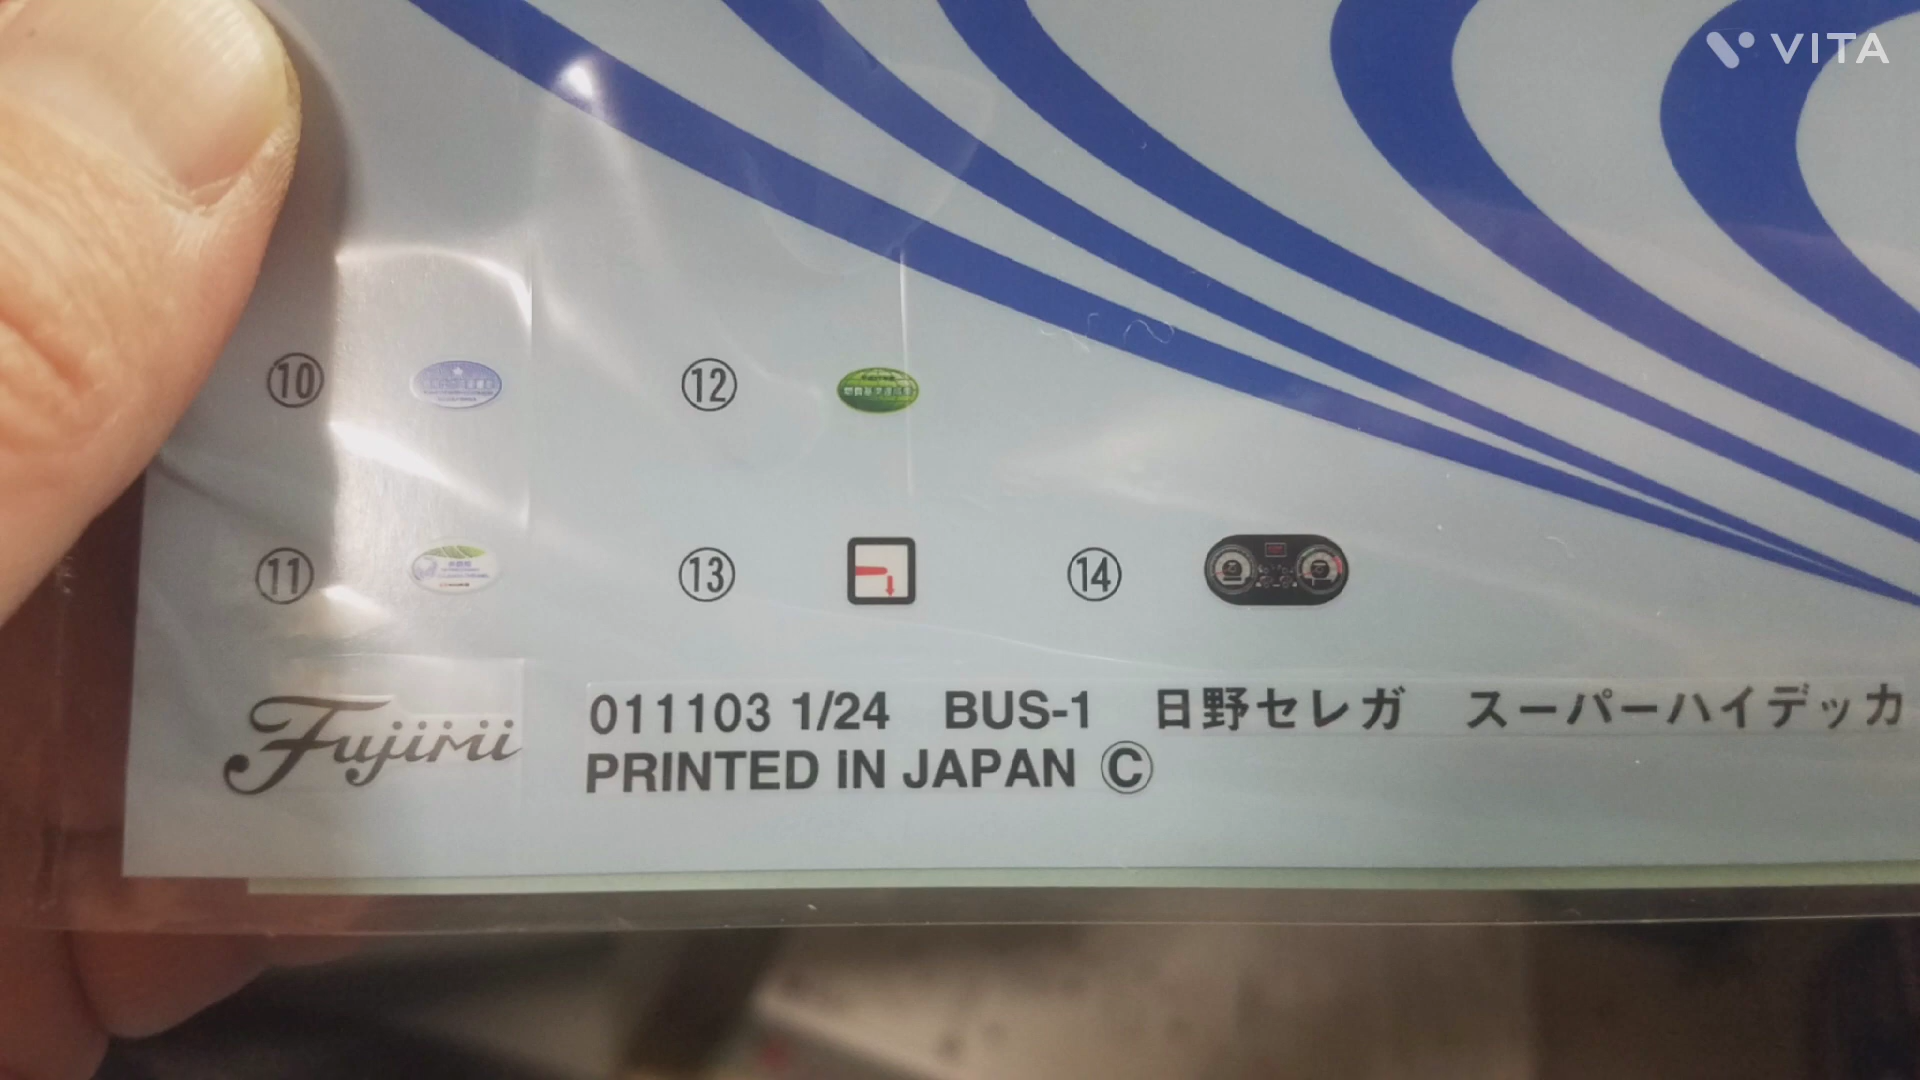 VITA
⑩ ⑫
⑪ ⑬ ⑭
Fujimi
011103 1/24 BUS-1 日野セレガ スーパーハイデッカ
PRINTED IN JAPAN Ⓒ